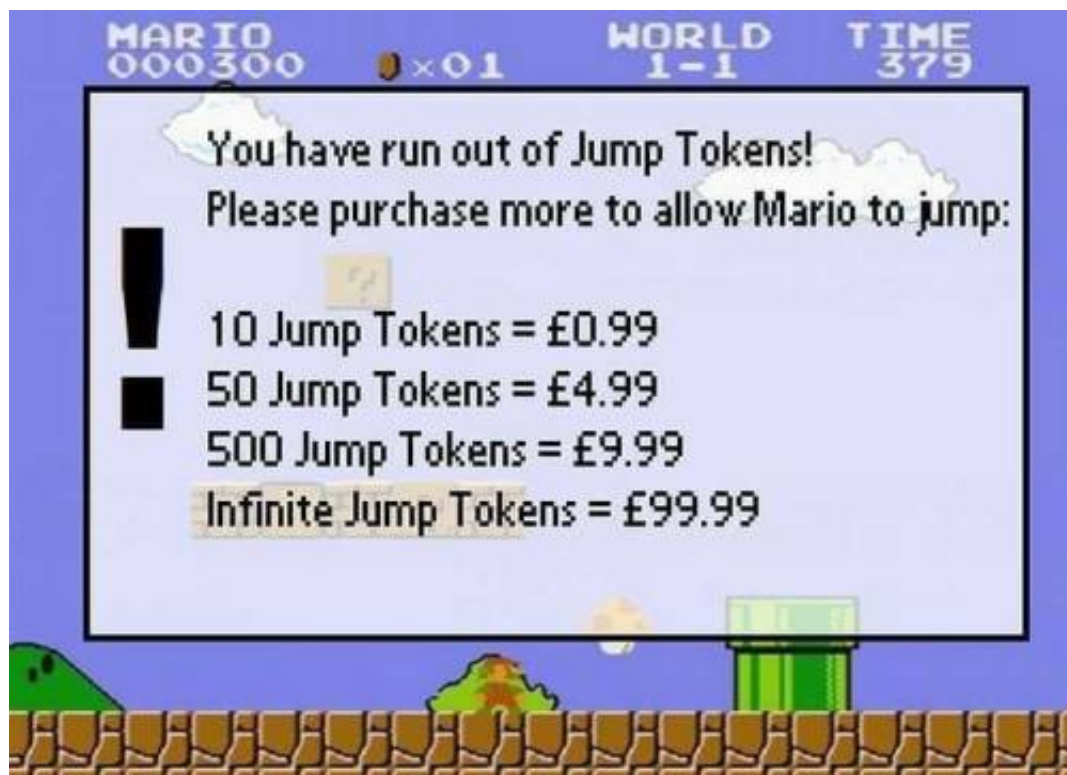 MARIO WORLD TIME
000300 ×01 1-1 379
You have run out of Jump Tokens!
Please purchase more to allow Mario to jump:
!
?
10 Jump Tokens = £0.99
50 Jump Tokens = £4.99
500 Jump Tokens = £9.99
Infinite Jump Tokens = £99.99